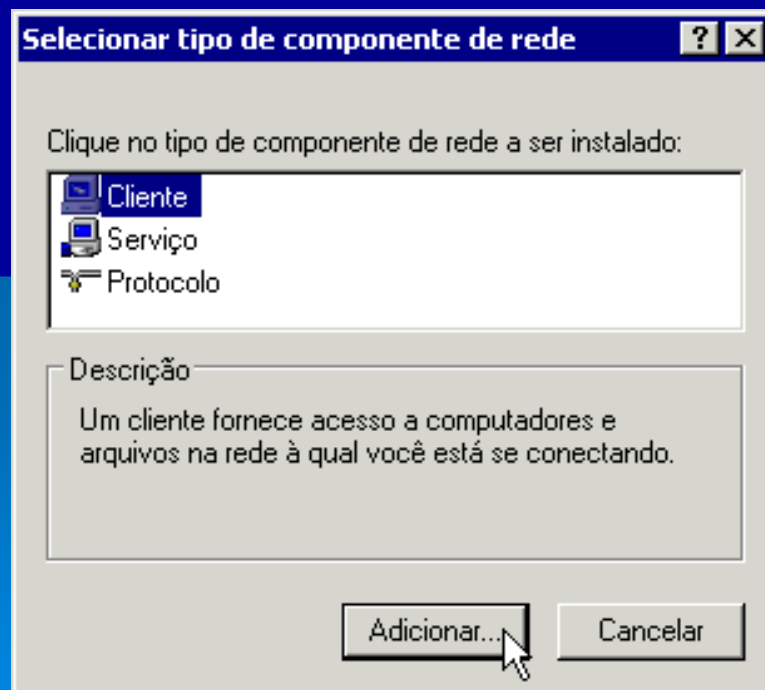 Selecionar tipo de componente de rede
Clique no tipo de componente de rede a ser instalado:
Cliente
Serviço
Protocolo
Descrição
Um cliente fornece acesso a computadores e
arquivos na rede à qual você está se conectando.
Adicionar...
Cancelar